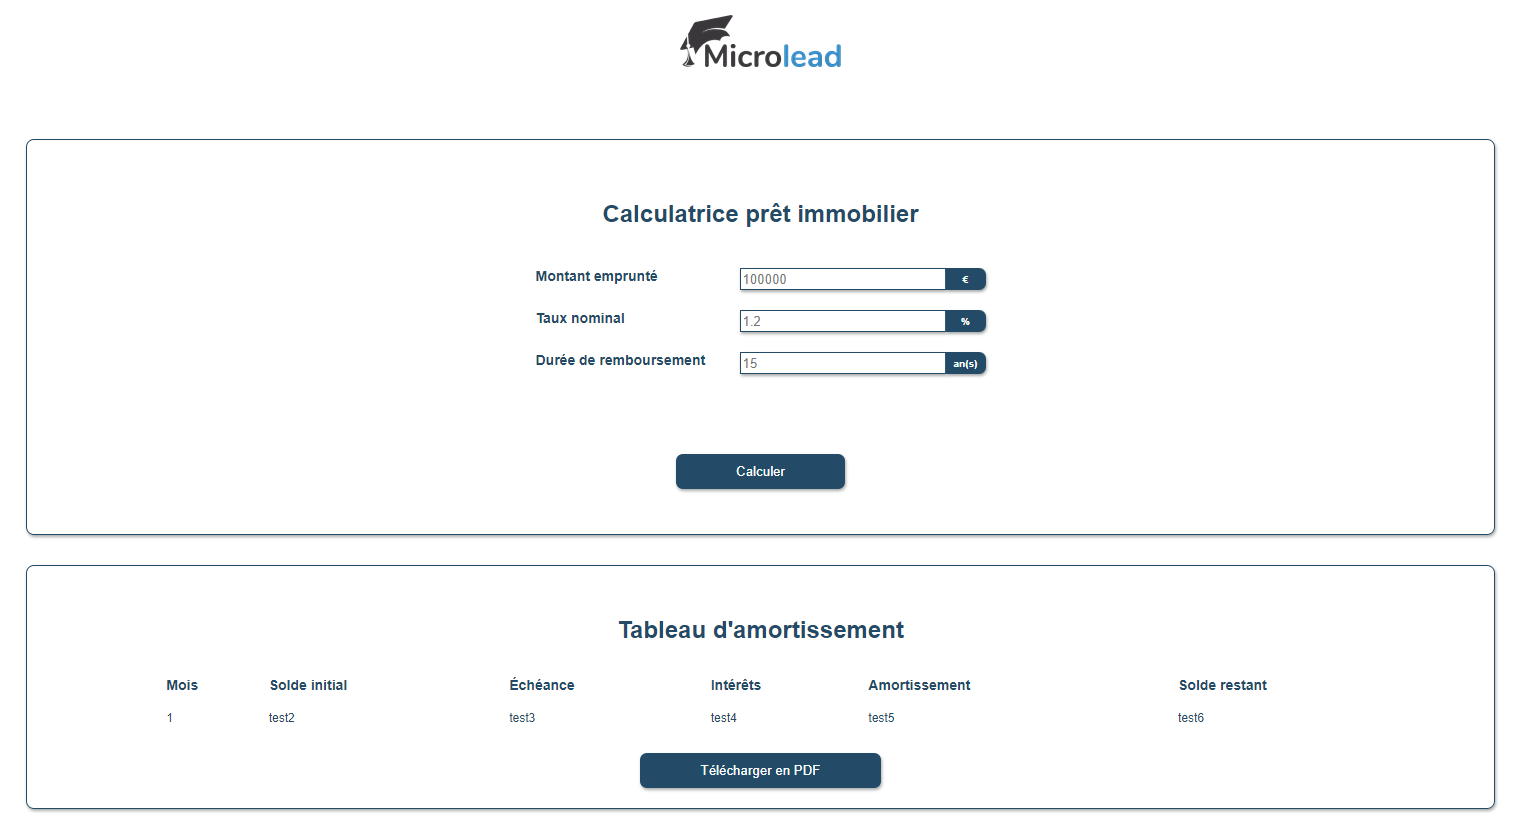 Microlead
Calculatrice prêt immobilier
Montant emprunté 100000 €
Taux nominal 1.2 %
Durée de remboursement 15 an(s)
Calculer
Tableau d'amortissement
Mois Solde initial Échéance Intérêts Amortissement Solde restant
1 test2 test3 test4 test5 test6
Télécharger en PDF